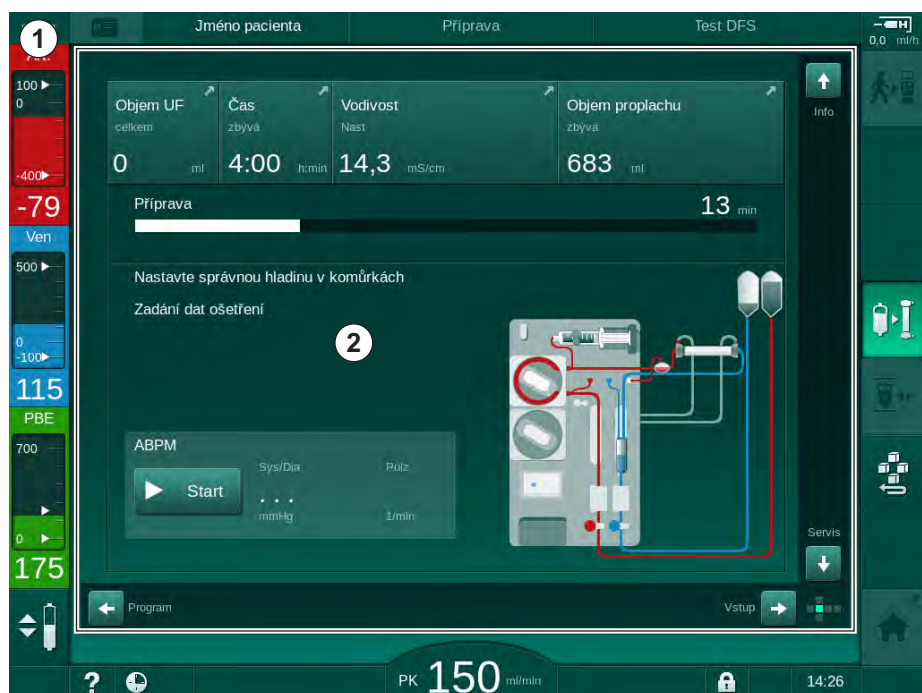 1
Jméno pacienta
Příprava
Test DFS
0,0 ml/h
100
0
-400
-79
Ven
500
0
-100
115
PBE
700
0
175
Objem UF
celkem
0 ml
Čas
zbývá
4:00 h:min
Vodivost
Nast
14,3 mS/cm
Objem proplachu
zbývá
683 ml
Info
Příprava
13 min
Nastavte správnou hladinu v komůrkách
Zadání dat ošetření
2
ABPM
Start
Sys/Dia
Pulz
. . .
mmHg
1/min
Servis
Program
Vstup
?
PK 150 ml/min
14:26